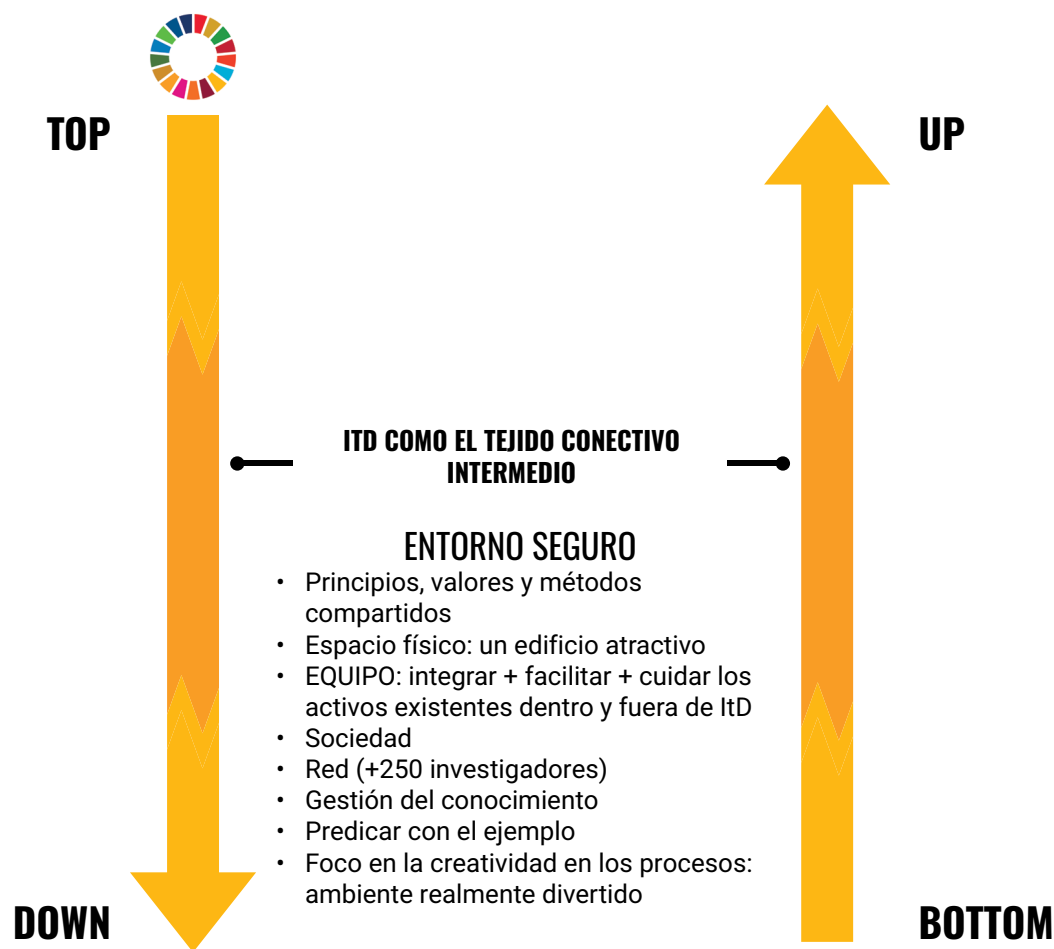 TOP
UP
ITD COMO EL TEJIDO CONECTIVO
INTERMEDIO
ENTORNO SEGURO
• Principios, valores y métodos
compartidos
• Espacio físico: un edificio atractivo
• EQUIPO: integrar + facilitar + cuidar los
activos existentes dentro y fuera de ItD
• Sociedad
• Red (+250 investigadores)
• Gestión del conocimiento
• Predicar con el ejemplo
• Foco en la creatividad en los procesos:
ambiente realmente divertido
DOWN
BOTTOM